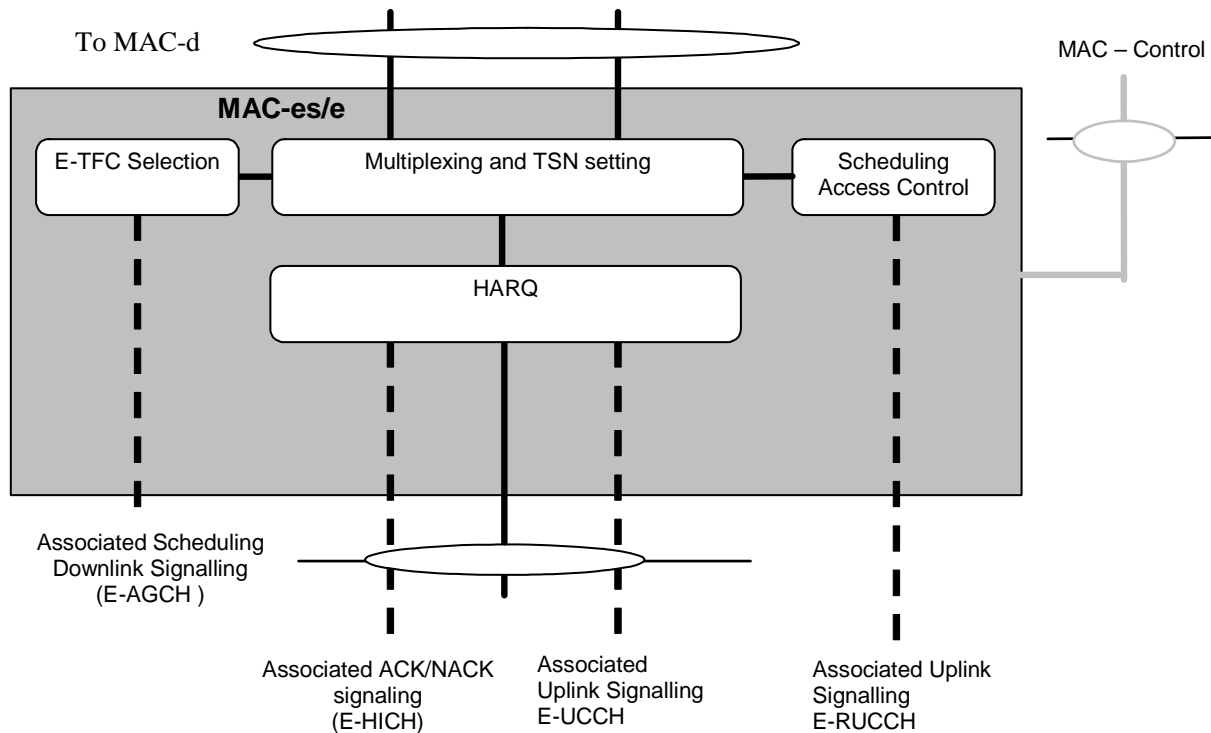 To MAC-d
MAC – Control
MAC-es/e
E-TFC Selection
Multiplexing and TSN setting
Scheduling
Access Control
HARQ
Associated Scheduling
Downlink Signalling
(E-AGCH )
Associated ACK/NACK
signaling
(E-HICH)
Associated
Uplink Signalling
E-UCCH
Associated Uplink
Signalling
E-RUCCH